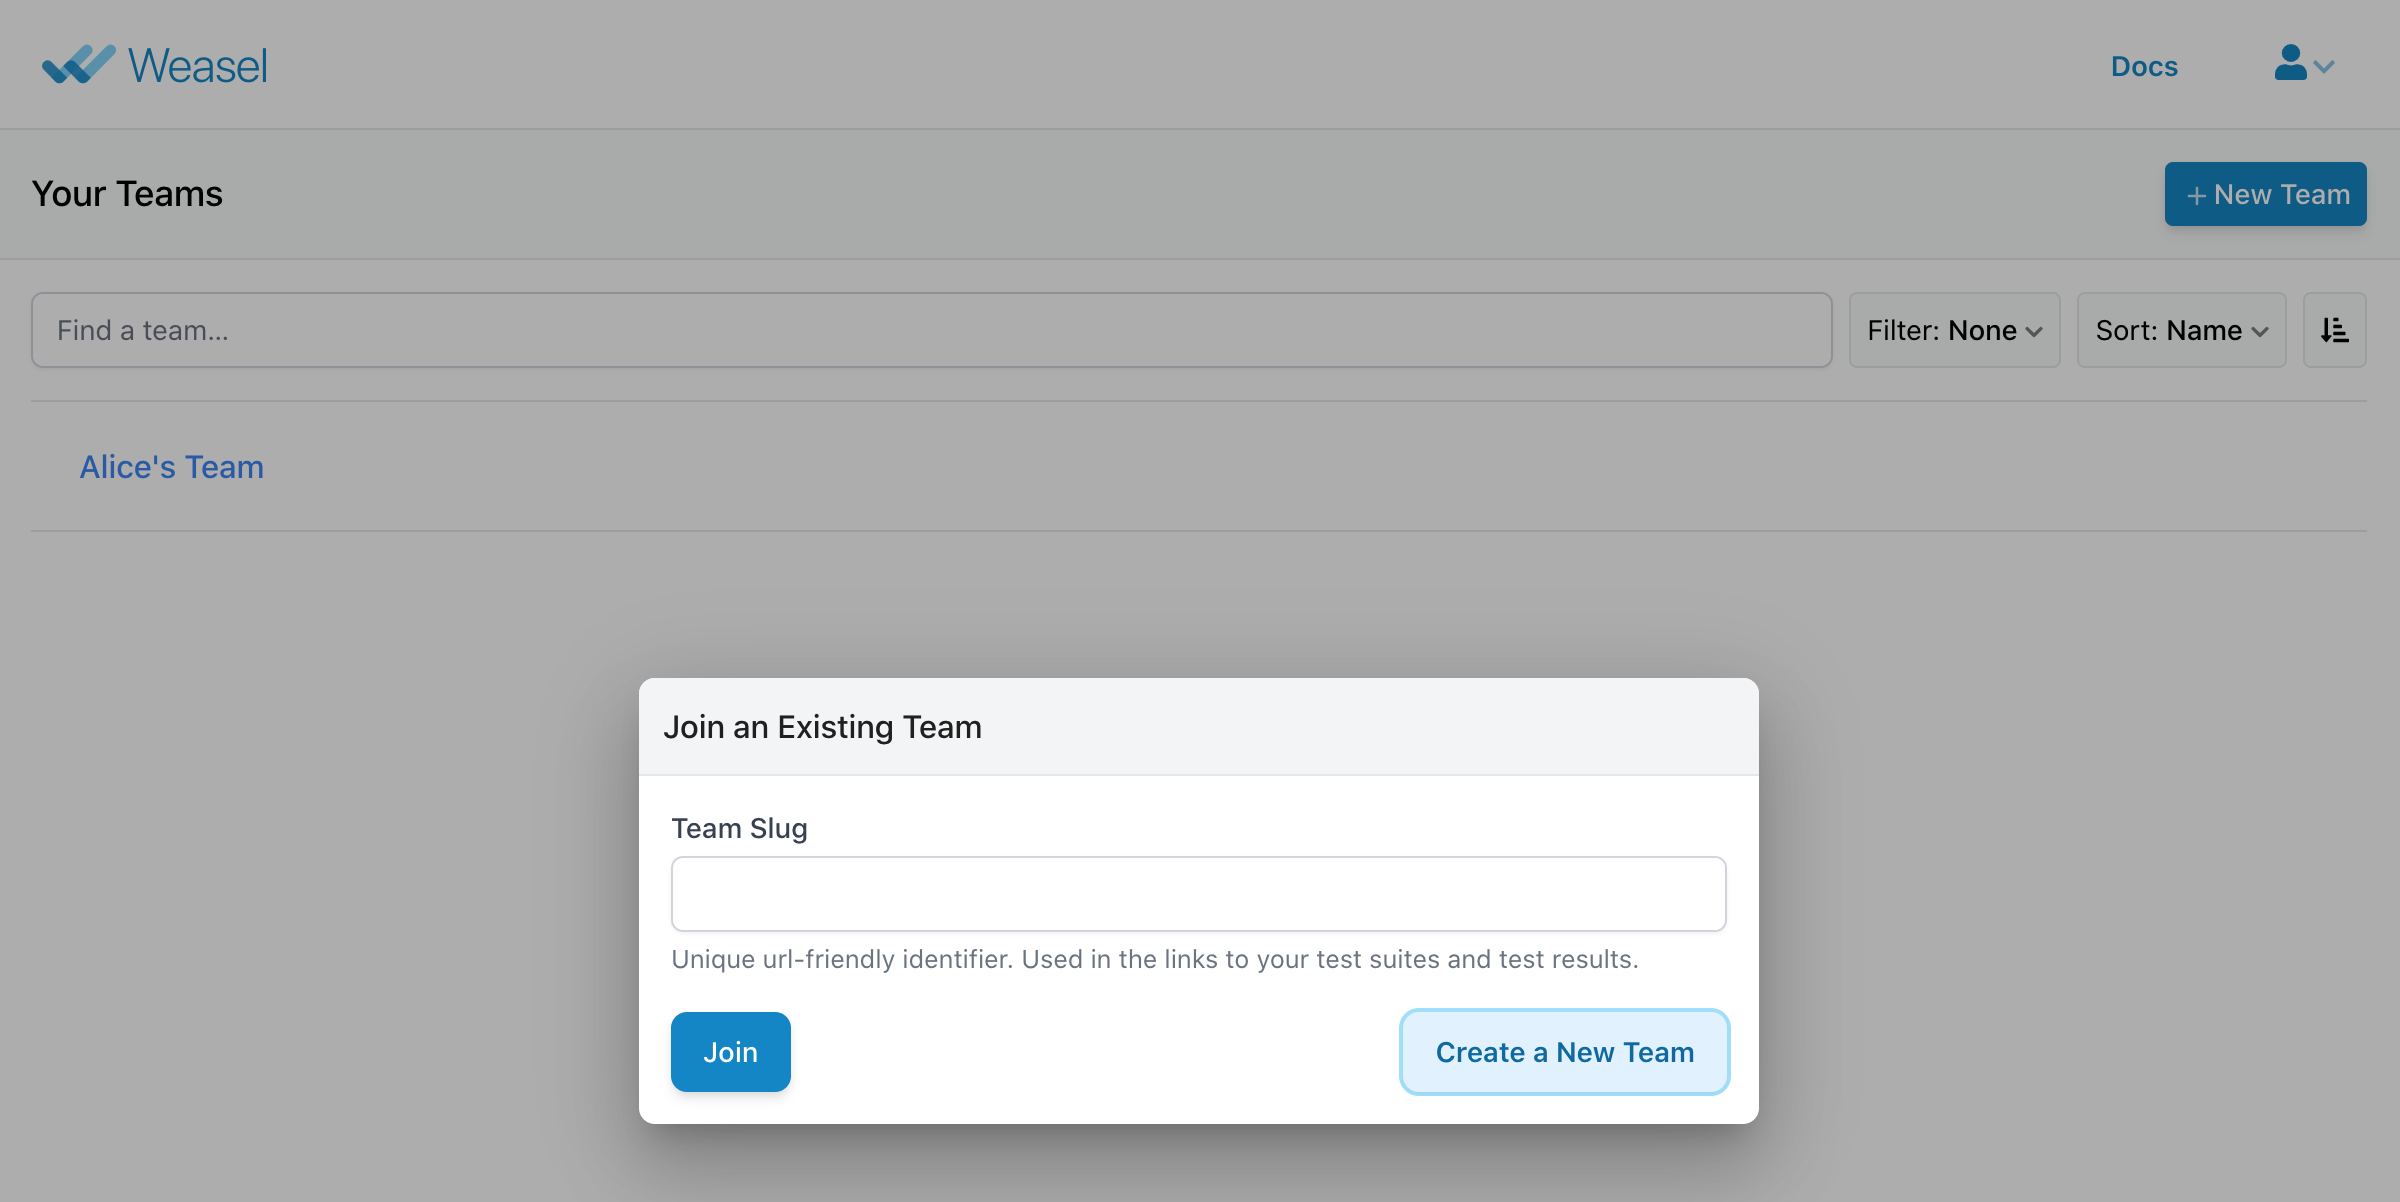 Weasel
Docs
Your Teams
+ New Team
Find a team...
Filter: None
Sort: Name
Alice's Team
Join an Existing Team
Team Slug
Unique url-friendly identifier. Used in the links to your test suites and test results.
Join
Create a New Team